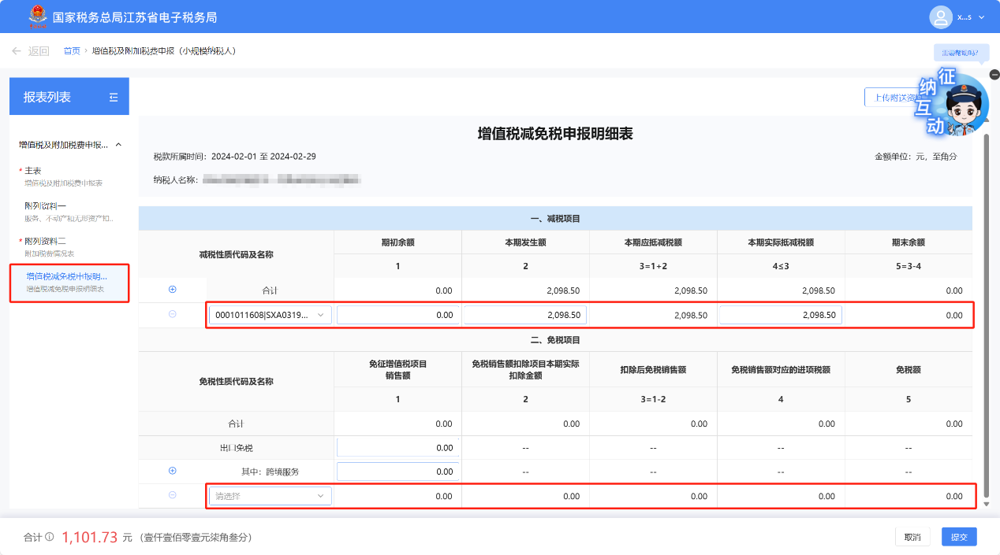 国家税务总局江苏省电子税务局
x...s
返回 首页 > 增值税及附加税费申报（小规模纳税人）
需要帮助吗?
征纳互动
报表列表
上传附送资
增值税及附加税费申报...
* 主表
增值税及附加税费申报表
附列资料一
服务、不动产和无形资产扣..
* 附列资料二
附加税费情况表
增值税减免税申报明...
增值税减免税申报明细表
增值税减免税申报明细表
税款所属时间： 2024-02-01 至 2024-02-29 金额单位：元，至角分
纳税人名称：
一、减税项目
减税性质代码及名称 期初余额 本期发生额 本期应抵减税额 本期实际抵减税额 期末余额
1 2 3=1+2 4≤3 5=3-4
合计 0.00 2,098.50 2,098.50 2,098.50 0.00
0001011608|SXA0319... 0.00 2,098.50 2,098.50 2,098.50 0.00
二、免税项目
免税性质代码及名称 免征增值税项目销售额 免税销售额扣除项目本期实际扣除金额 扣除后免税销售额 免税销售额对应的进项税额 免税额
1 2 3=1-2 4 5
合计 0.00 0.00 0.00 0.00 0.00
出口免税 0.00 -- -- -- --
其中：跨境服务 0.00 -- -- -- --
请选择 0.00 0.00 0.00 0.00 0.00
合计 1,101.73 元 （壹仟壹佰零壹元柒角叁分）
取消 提交